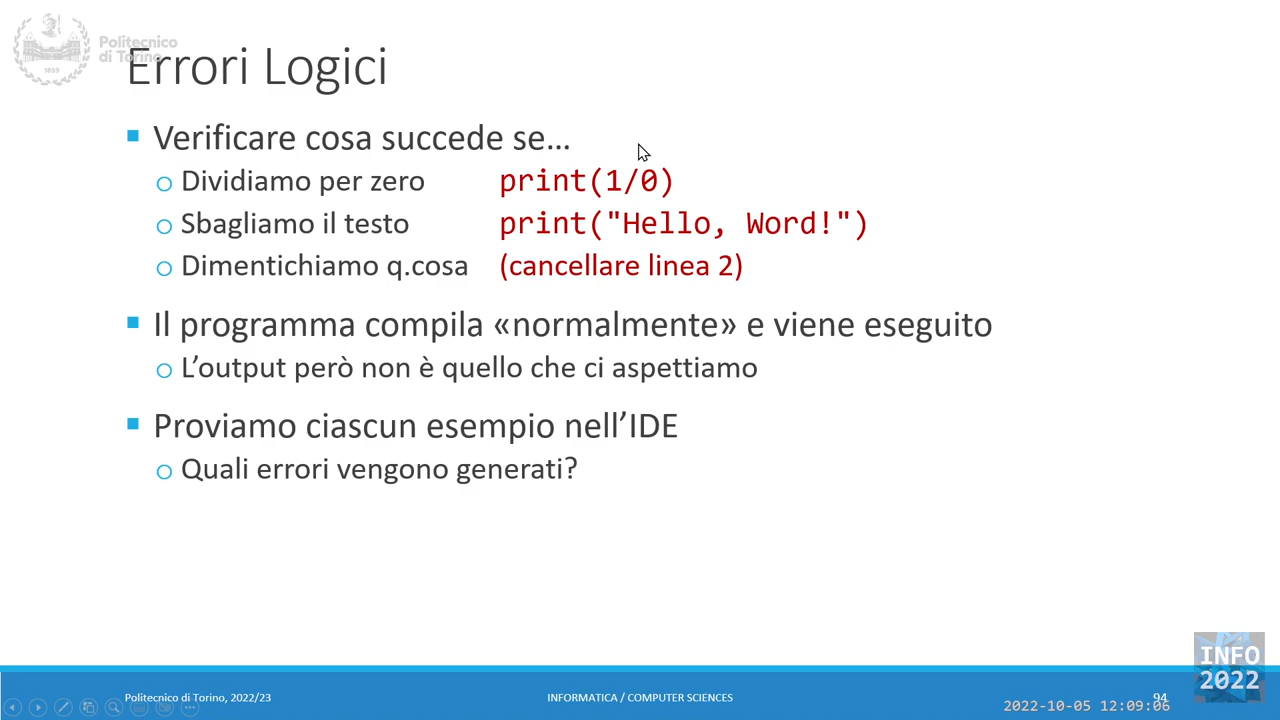 Politecnico
di Torino
1859
Errori Logici
Verificare cosa succede se…
Dividiamo per zero print(1/0)
Sbagliamo il testo print("Hello, Word!")
Dimentichiamo q.cosa (cancellare linea 2)
Il programma compila «normalmente» e viene eseguito
L’output però non è quello che ci aspettiamo
Proviamo ciascun esempio nell’IDE
Quali errori vengono generati?
INFO
2022
Politecnico di Torino, 2022/23 INFORMATICA / COMPUTER SCIENCES 94
2022-10-05 12:09:06